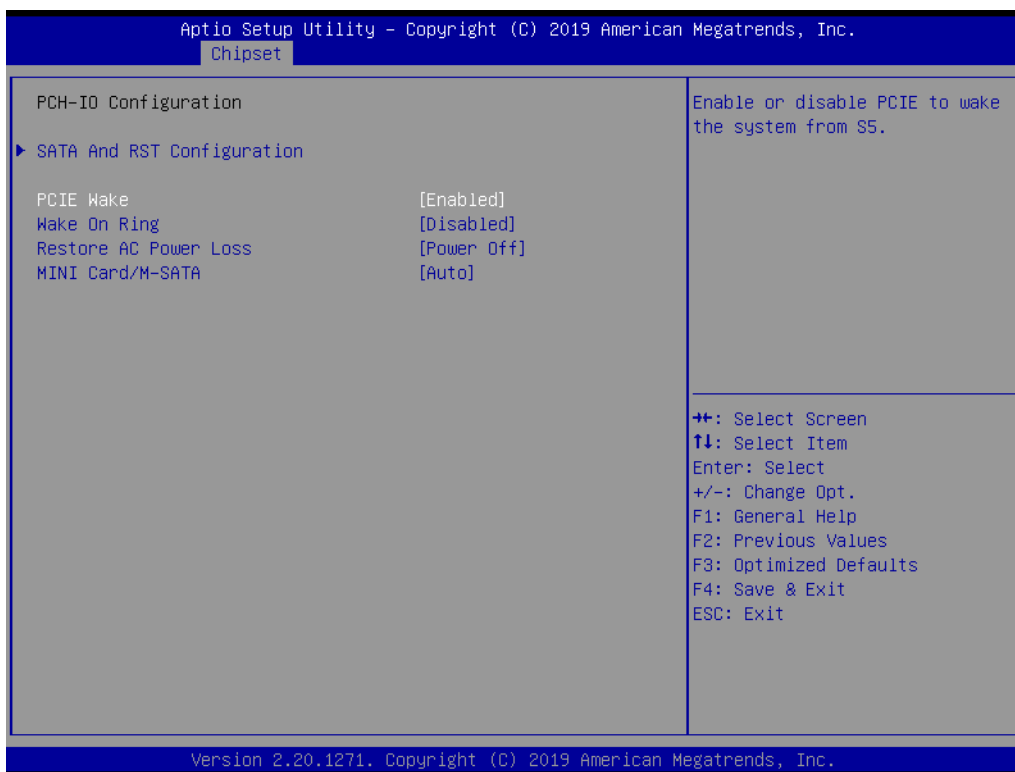 Aptio Setup Utility – Copyright (C) 2019 American Megatrends, Inc.
Chipset
PCH-IO Configuration
SATA And RST Configuration
PCIE Wake [Enabled]
Wake On Ring [Disabled]
Restore AC Power Loss [Power Off]
MINI Card/M-SATA [Auto]
Enable or disable PCIE to wake
the system from S5.
→←: Select Screen
↑↓: Select Item
Enter: Select
+/-: Change Opt.
F1: General Help
F2: Previous Values
F3: Optimized Defaults
F4: Save & Exit
ESC: Exit
Version 2.20.1271. Copyright (C) 2019 American Megatrends, Inc.